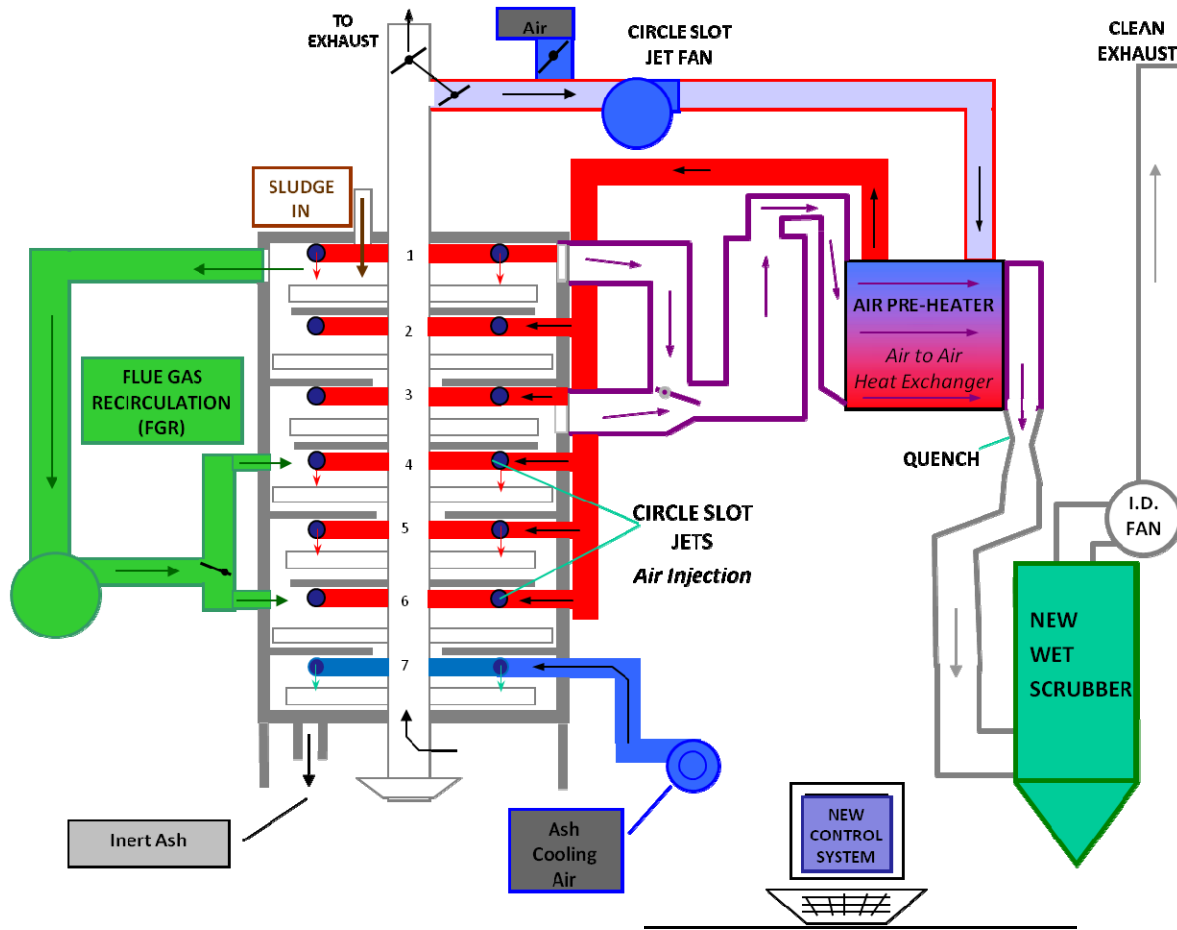 TO
EXHAUST
Air
CIRCLE SLOT
JET FAN
CLEAN
EXHAUST
SLUDGE
IN
1
2
3
4
5
6
7
FLUE GAS
RECIRCULATION
(FGR)
AIR PRE-HEATER
Air to Air
Heat Exchanger
QUENCH
CIRCLE SLOT
JETS
Air Injection
I.D.
FAN
NEW
WET
SCRUBBER
Inert Ash
Ash
Cooling
Air
NEW
CONTROL
SYSTEM